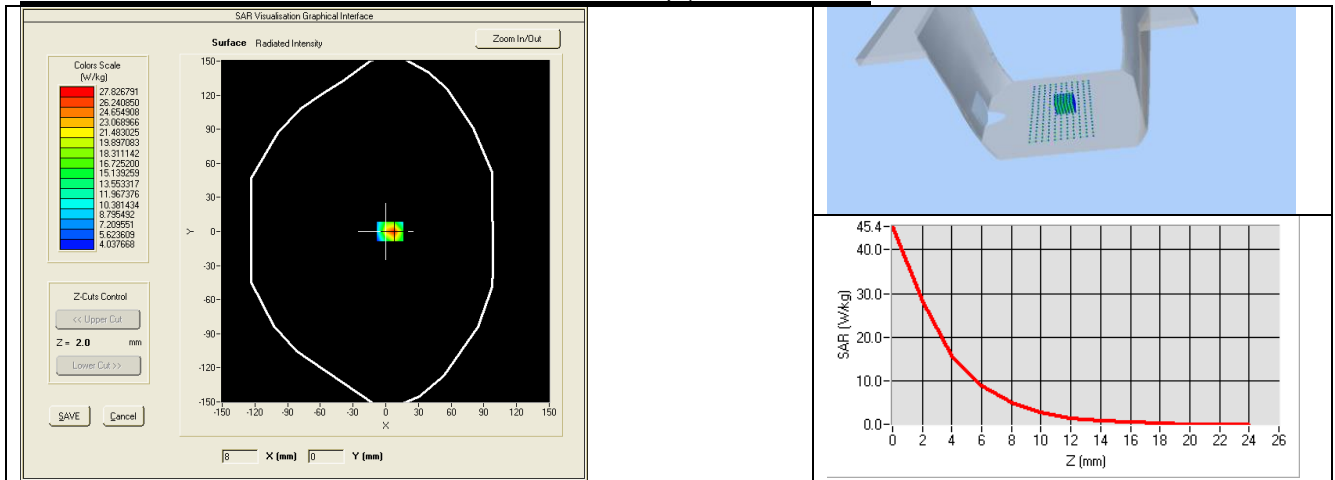 SAR Visualisation Graphical Interface
Surface Radiated Intensity
Zoom In/Out
Colors Scale
(W/kg)
27.826791
26.240850
24.654908
23.068966
21.483025
19.897083
18.311142
16.725200
15.139259
13.553317
11.967376
10.381434
8.795492
7.209551
5.623609
4.037668
Z-Cuts Control
<< Upper Cut
Z = 2.0 mm
Lower Cut >>
SAVE Cancel
150
120
90
60
30
0
-30
-60
-90
-120
-150
Y
-150 -120 -90 -60 -30 0 30 60 90 120 150
X
8 X (mm) 0 Y (mm)
45.4
40.0
30.0
20.0
10.0
0.0
SAR (W/kg)
0 2 4 6 8 10 12 14 16 18 20 22 24 26
Z (mm)